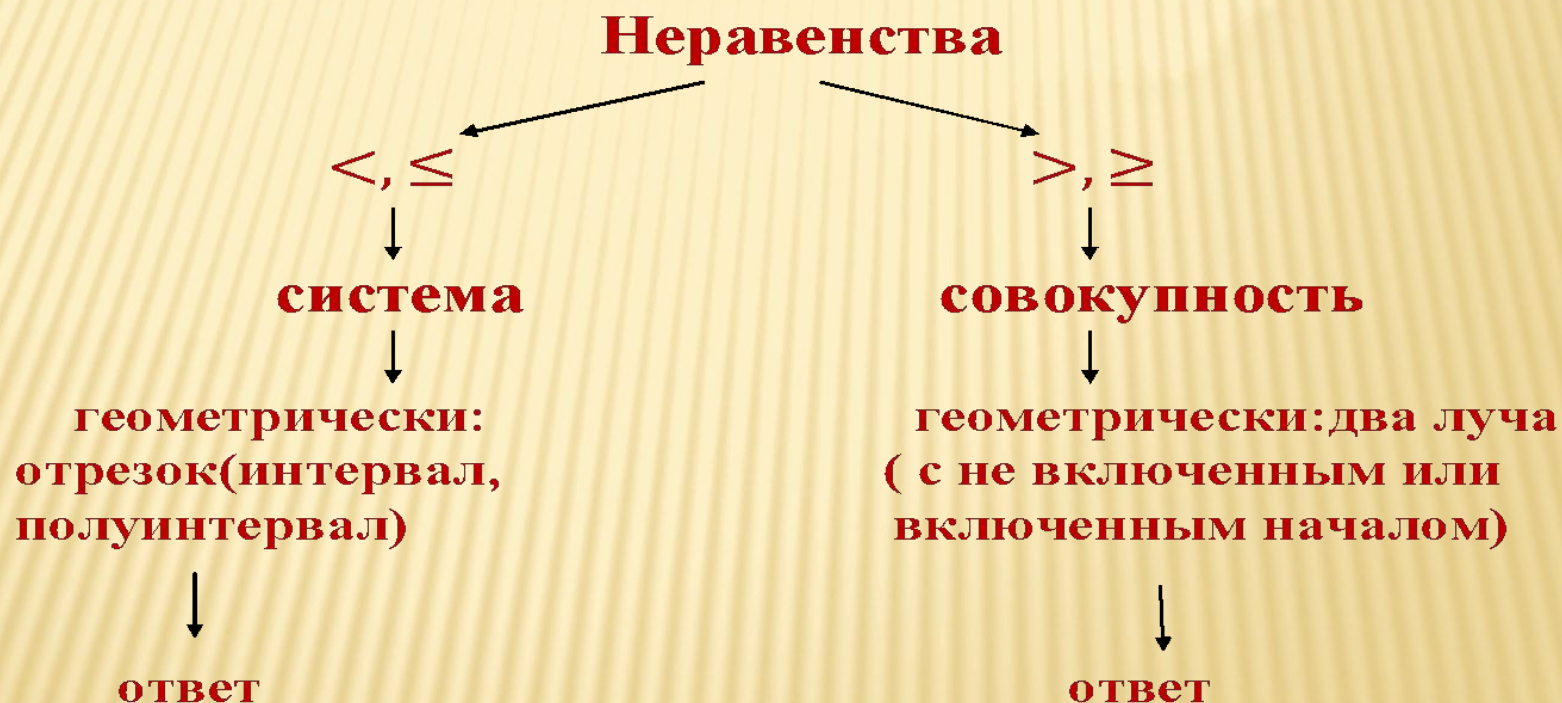 Неравенства
<, ≤
>, ≥
система
совокупность
геометрически:
отрезок(интервал,
полуинтервал)
геометрически:два луча
( с не включенным или
включенным началом)
ответ
ответ